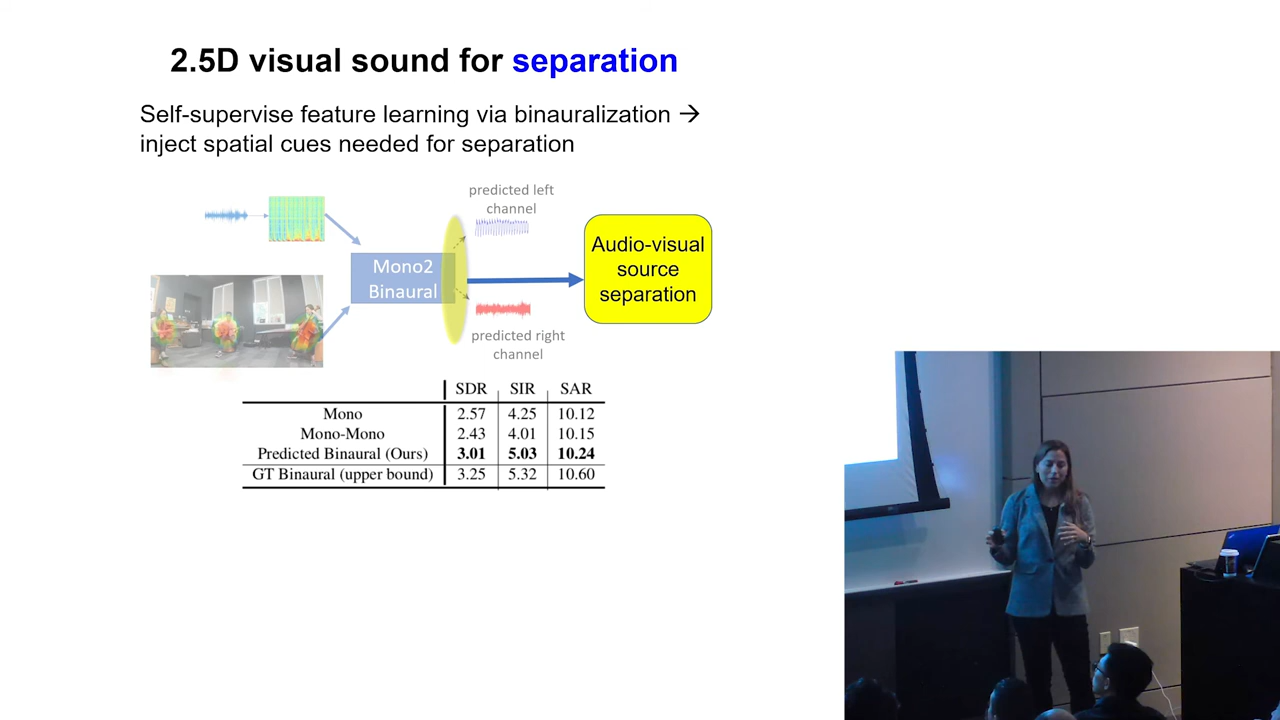 2.5D visual sound for separation
Self-supervise feature learning via binauralization →
inject spatial cues needed for separation
predicted left
channel
Mono2
Binaural
Audio-visual
source
separation
predicted right
channel
SDR SIR SAR
Mono 2.57 4.25 10.12
Mono-Mono 2.43 4.01 10.15
Predicted Binaural (Ours) 3.01 5.03 10.24
GT Binaural (upper bound) 3.25 5.32 10.60